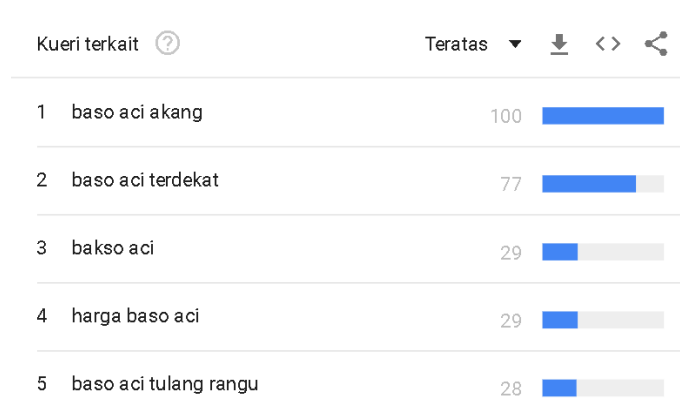 Kueri terkait ? Teratas
1 baso aci akang 100
2 baso aci terdekat 77
3 bakso aci 29
4 harga baso aci 29
5 baso aci tulang rangu 28